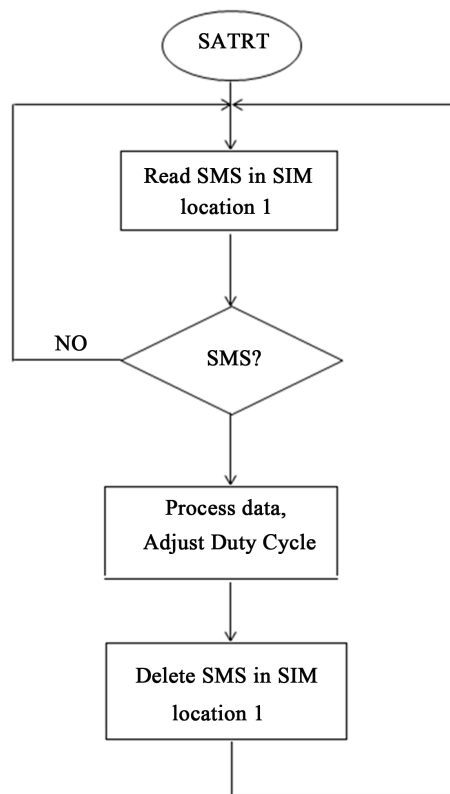 SATRT
Read SMS in SIM
location 1
NO
SMS?
Process data,
Adjust Duty Cycle
Delete SMS in SIM
location 1